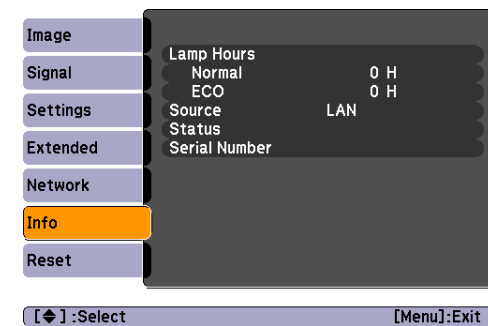 Image
Signal
Settings
Extended
Network
Info
Reset
Lamp Hours
Normal 0 H
ECO 0 H
Source LAN
Status
Serial Number
[◆] :Select [Menu]:Exit